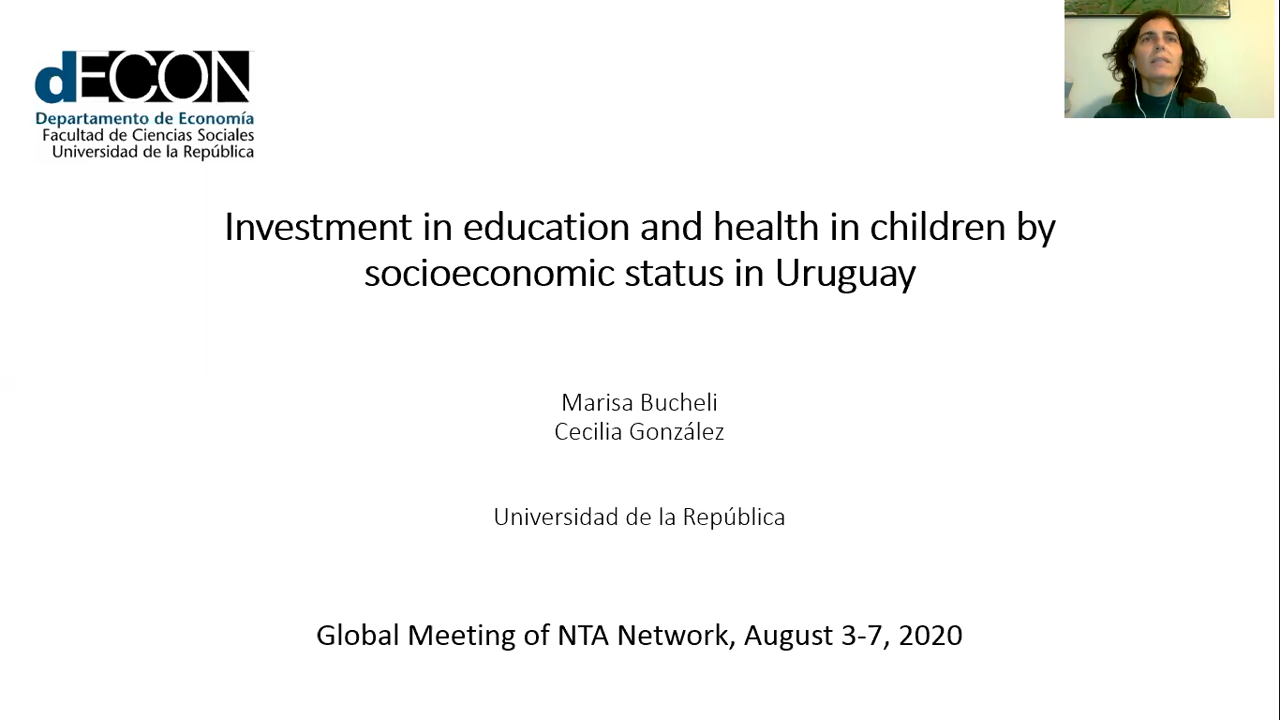 dECON
Departamento de Economía
Facultad de Ciencias Sociales
Universidad de la República
Investment in education and health in children by
socioeconomic status in Uruguay
Marisa Bucheli
Cecilia González
Universidad de la República
Global Meeting of NTA Network, August 3-7, 2020